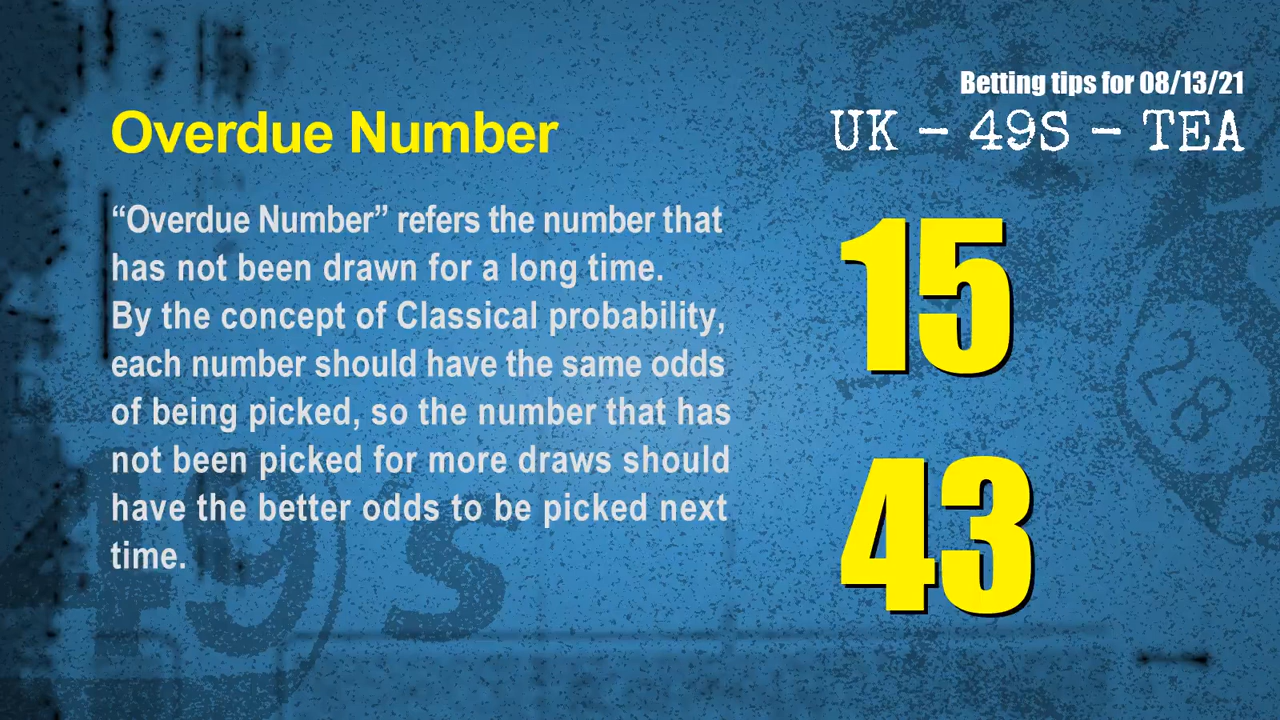 Betting tips for 08/13/21
UK - 49S - TEA
Overdue Number
“Overdue Number” refers the number that
has not been drawn for a long time.
By the concept of Classical probability,
each number should have the same odds
of being picked, so the number that has
not been picked for more draws should
have the better odds to be picked next
time.
15
43
28
49's